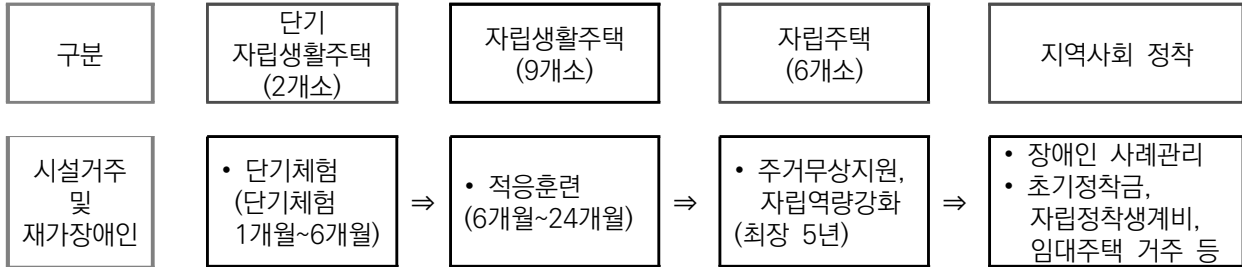 구분
단기
자립생활주택
(2개소)
자립생활주택
(9개소)
자립주택
(6개소)
지역사회 정착
시설거주
및
재가장애인
• 단기체험
(단기체험
1개월~6개월)
⇒
• 적응훈련
(6개월~24개월)
⇒
• 주거무상지원,
자립역량강화
(최장 5년)
⇒
• 장애인 사례관리
• 초기정착금,
자립정착생계비,
임대주택 거주 등